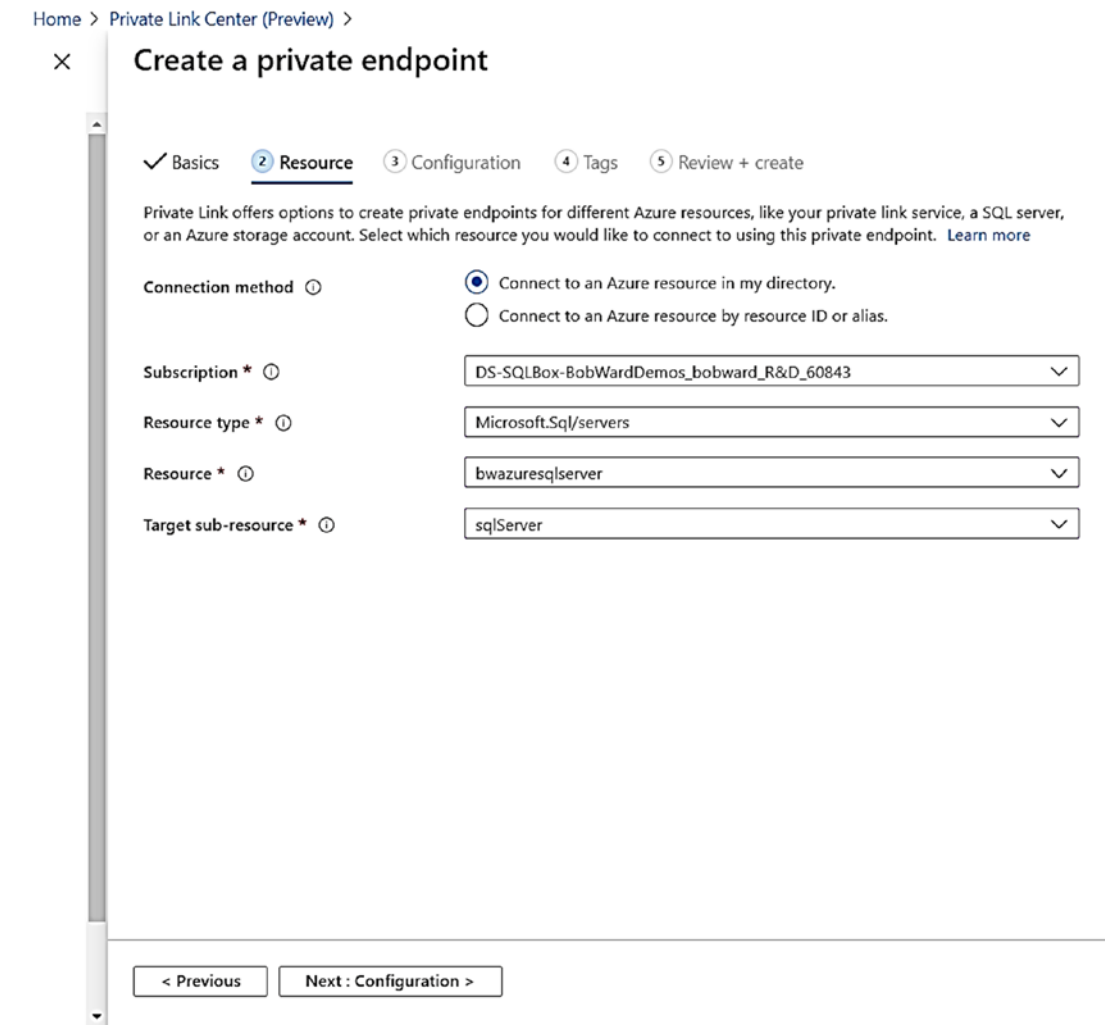 Home > Private Link Center (Preview) >
Create a private endpoint
Basics 2 Resource 3 Configuration 4 Tags 5 Review + create
Private Link offers options to create private endpoints for different Azure resources, like your private link service, a SQL server,
or an Azure storage account. Select which resource you would like to connect to using this private endpoint. Learn more
Connection method Connect to an Azure resource in my directory.
Connect to an Azure resource by resource ID or alias.
Subscription * DS-SQLBox-BobWardDemos_bobward_R&D_60843
Resource type * Microsoft.Sql/servers
Resource * bwazuresqlserver
Target sub-resource * sqlServer
< Previous Next : Configuration >